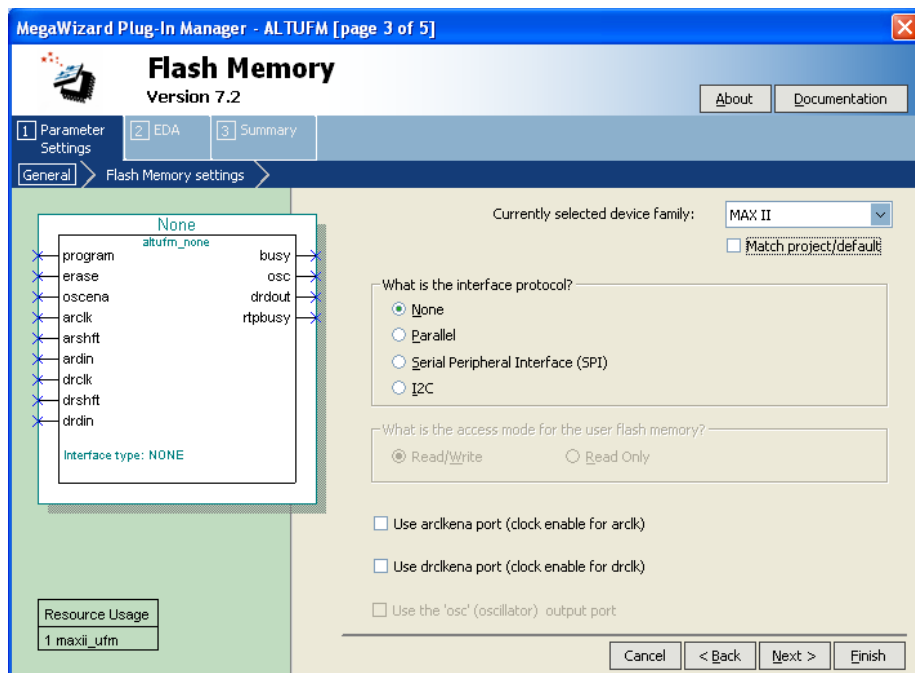 MegaWizard Plug-In Manager - ALTUFM [page 3 of 5]
Flash Memory
Version 7.2
About
Documentation
1 Parameter Settings
2 EDA
3 Summary
General
Flash Memory settings
None
altufm_none
program
busy
erase
osc
oscena
drdout
arclk
rtpbusy
arshft
ardin
drclk
drshft
drdin
Interface type: NONE
Resource Usage
1 maxii_ufm
Currently selected device family:
MAX II
Match project/default
What is the interface protocol?
None
Parallel
Serial Peripheral Interface (SPI)
I2C
What is the access mode for the user flash memory?
Read/Write
Read Only
Use arclkena port (clock enable for arclk)
Use drclkena port (clock enable for drclk)
Use the 'osc' (oscillator) output port
Cancel
< Back
Next >
Finish